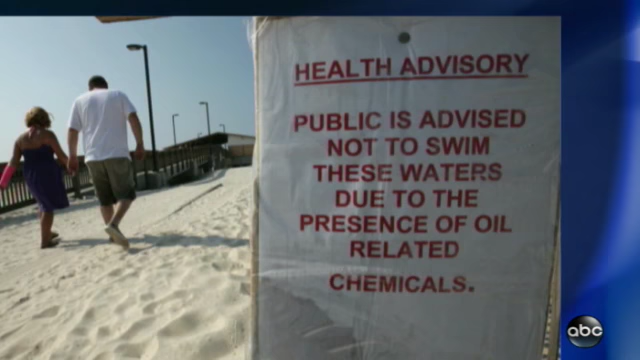 HEALTH ADVISORY
PUBLIC IS ADVISED
NOT TO SWIM
THESE WATERS
DUE TO THE
PRESENCE OF OIL
RELATED
CHEMICALS.
abc